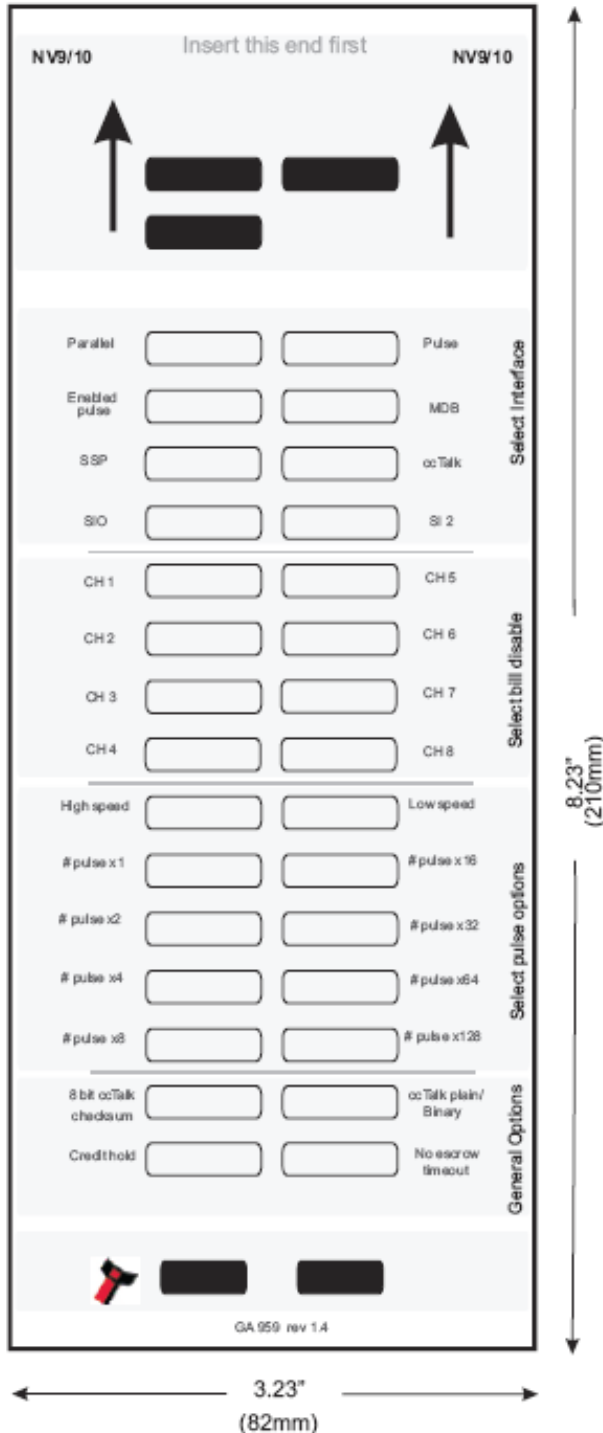 Insert this end first
NV9/10 NV9/10
Parallel Pulse
Enabled
pulse
MDB
SSP ccTalk
SIO SI 2
Select Interface
CH 1 CH 5
CH 2 CH 6
CH 3 CH 7
CH 4 CH 8
Select bill disable
High speed Low speed
# pulse x1 # pulse x16
# pulse x2 # pulse x32
# pulse x4 # pulse x64
# pulse x8 # pulse x128
Select pulse options
8 bit ccTalk
checksum
ccTalk plain/
Binary
Credit hold
No escrow
timeout
General Options
GA 959 rev 1.4
8.23"
(210mm)
3.23"
(82mm)